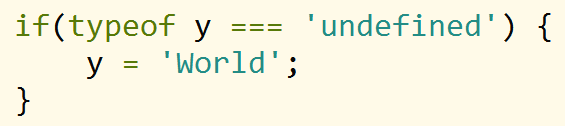 if(typeof y === 'undefined') {
    y = 'World';
}